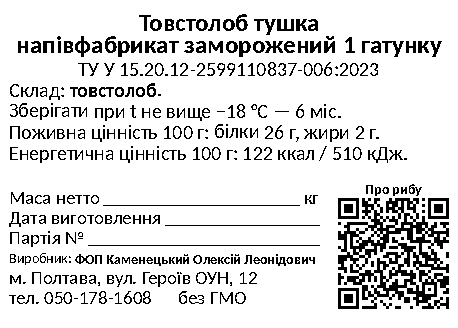 Товстолоб тушка
напівфабрикат заморожений 1 гатунку
ТУ У 15.20.12-2599110837-006:2023
Склад: товстолоб.
Зберігати при t не вище −18 °С — 6 міс.
Поживна цінність 100 г: білки 26 г, жири 2 г.
Енергетична цінність 100 г: 122 ккал / 510 кДж.
Маса нетто ____________________ кг
Про рибу
Дата виготовлення ________________
Партія № ________________________
Виробник: ФОП Каменецький Олексій Леонідович
м. Полтава, вул. Героїв ОУН, 12
тел. 050-178-1608 без ГМО